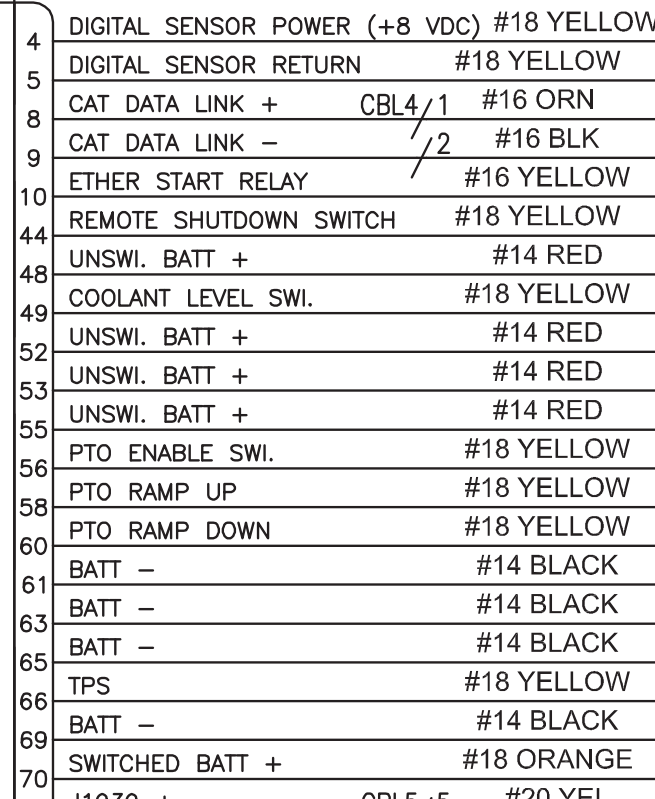 4 DIGITAL SENSOR POWER (+8 VDC) #18 YELLOW
5 DIGITAL SENSOR RETURN #18 YELLOW
8 CAT DATA LINK + CBL4 1 #16 ORN
9 CAT DATA LINK − 2 #16 BLK
10 ETHER START RELAY #16 YELLOW
44 REMOTE SHUTDOWN SWITCH #18 YELLOW
48 UNSWI. BATT + #14 RED
49 COOLANT LEVEL SWI. #18 YELLOW
52 UNSWI. BATT + #14 RED
53 UNSWI. BATT + #14 RED
55 UNSWI. BATT + #14 RED
56 PTO ENABLE SWI. #18 YELLOW
58 PTO RAMP UP #18 YELLOW
60 PTO RAMP DOWN #18 YELLOW
61 BATT − #14 BLACK
63 BATT − #14 BLACK
65 BATT − #14 BLACK
66 TPS #18 YELLOW
69 BATT − #14 BLACK
70 SWITCHED BATT + #18 ORANGE
#20 YEL